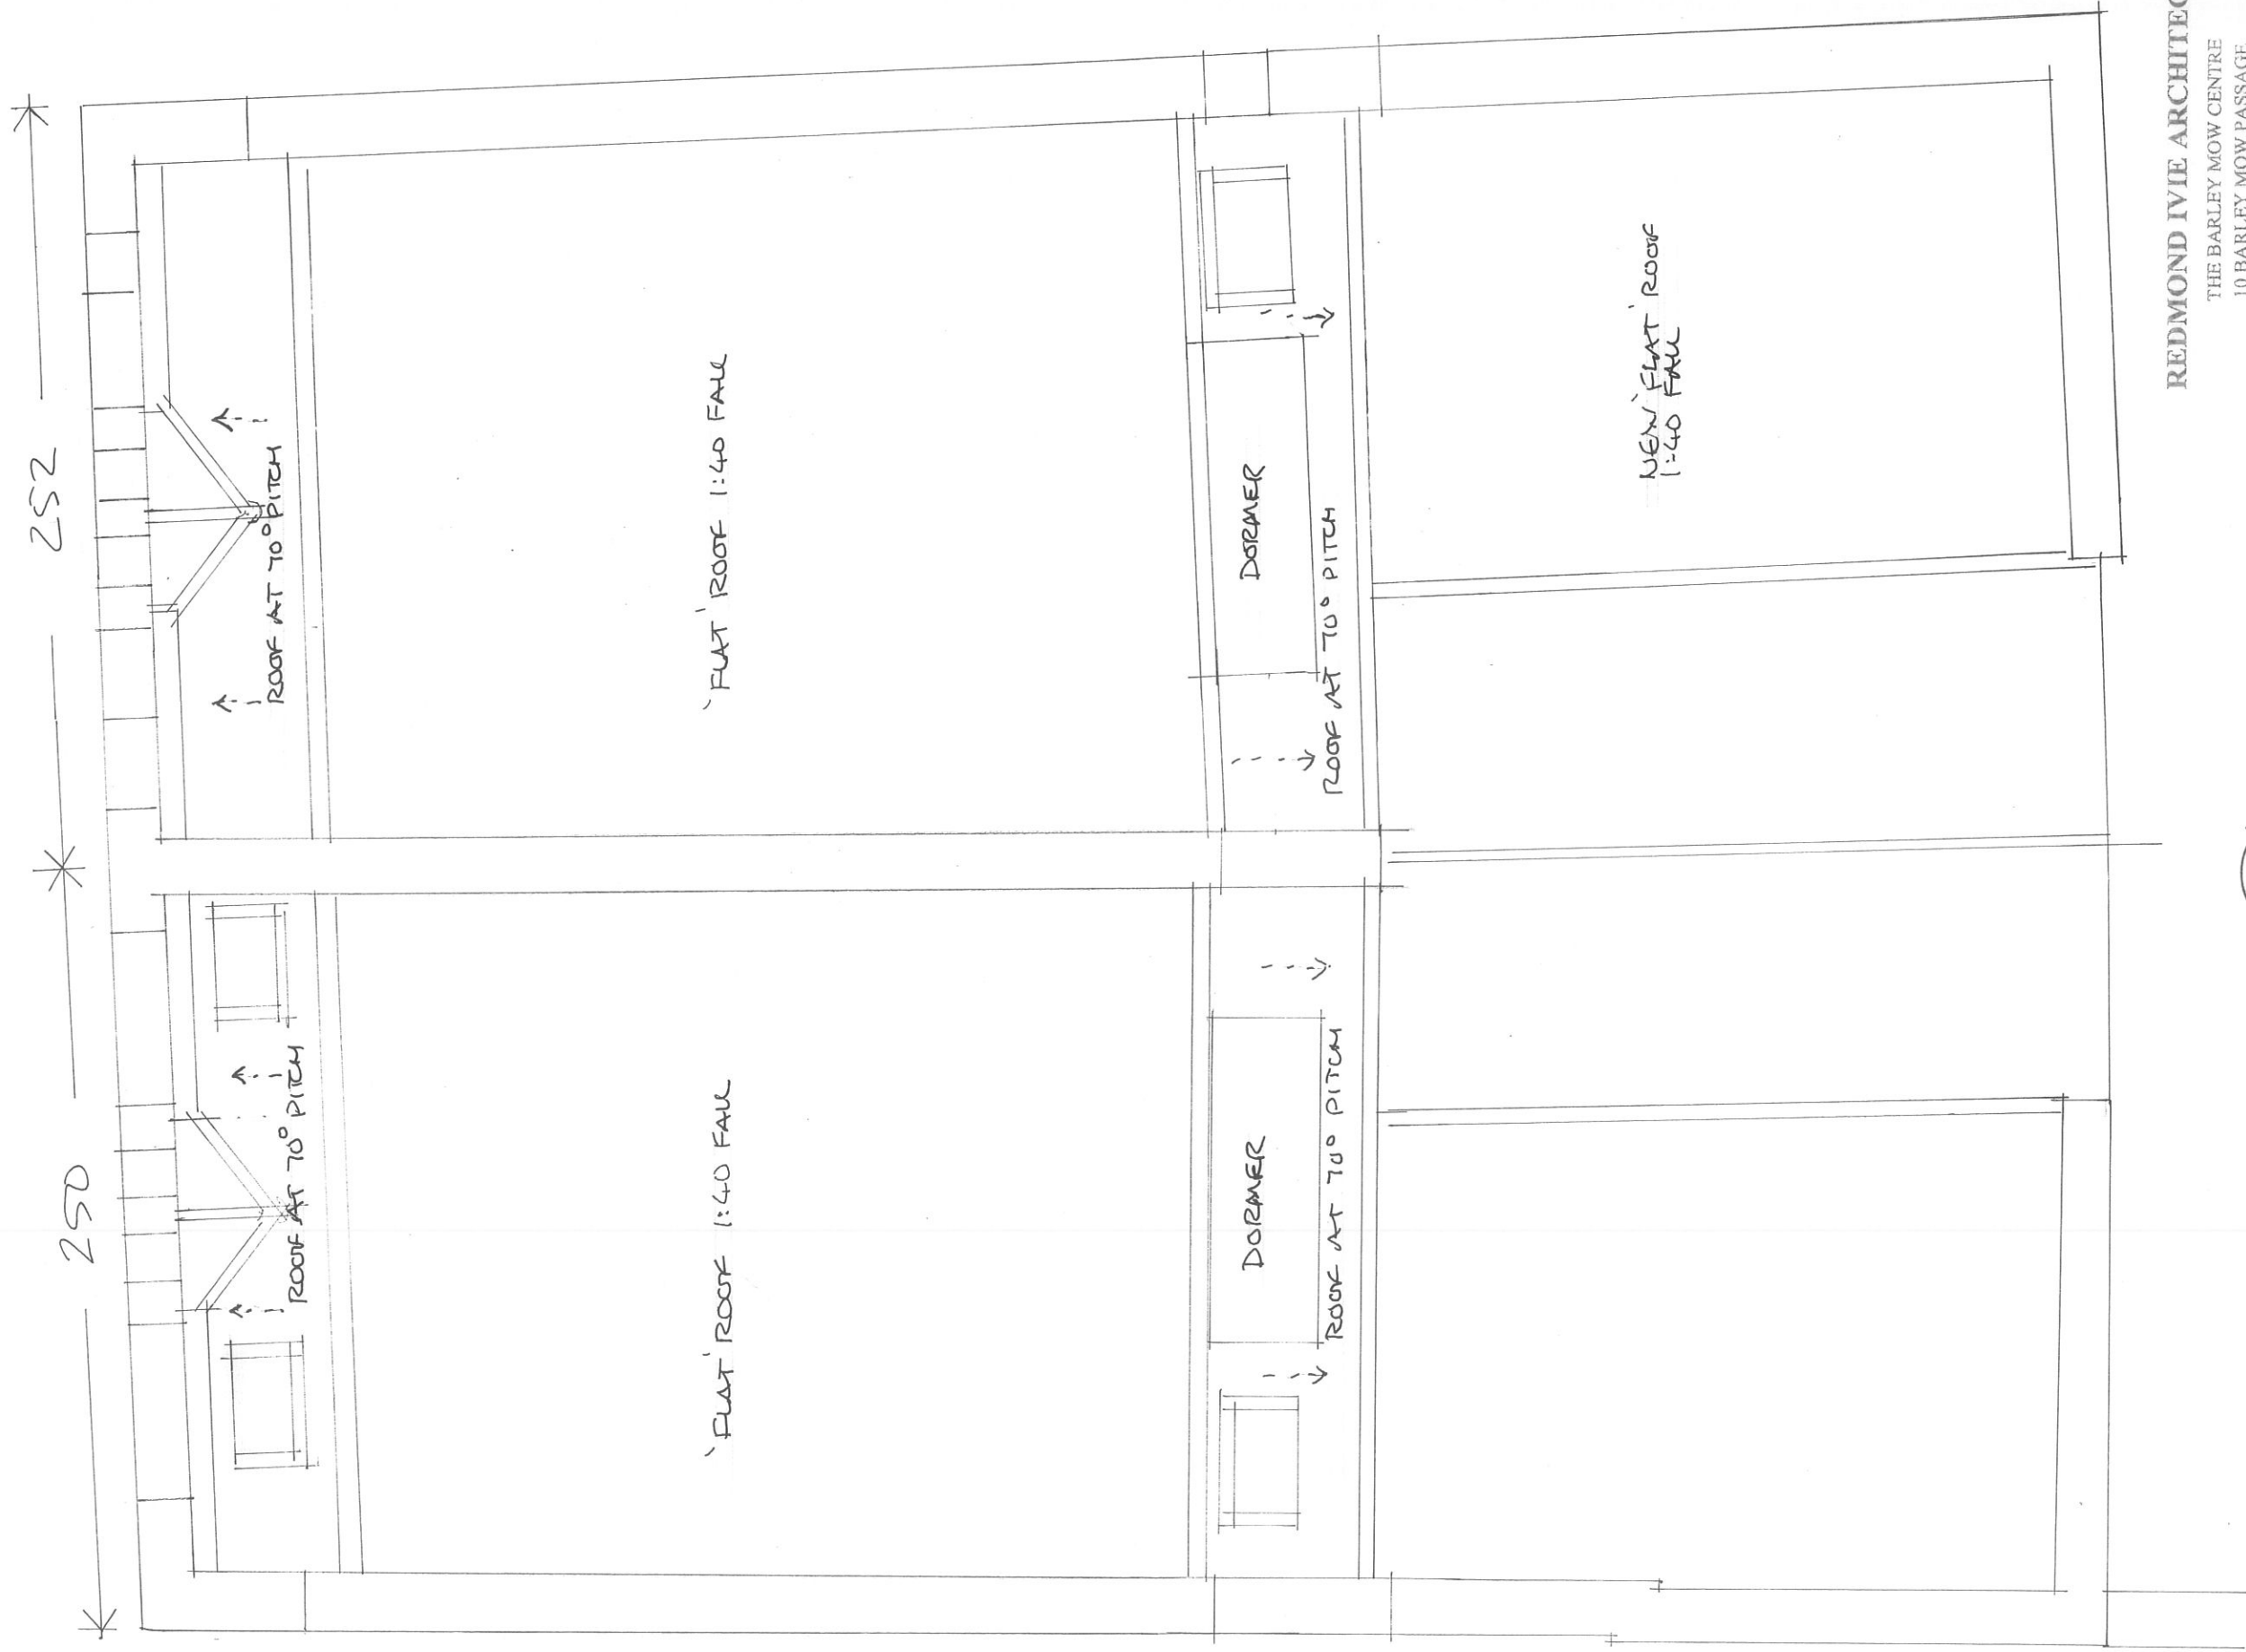 250
252
ROOF AT 70° PITCH
ROOF AT 70° PITCH
'FLAT' ROOF 1:40 FALL
'FLAT' ROOF 1:40 FALL
DORMER
DORMER
ROOF AT 70° PITCH
ROOF AT 70° PITCH
NEW 'FLAT' ROOF
1:40 FALL
REDMOND IVIE ARCHITEC
THE BARLEY MOW CENTRE
10 BARLEY MOW PASSAGE